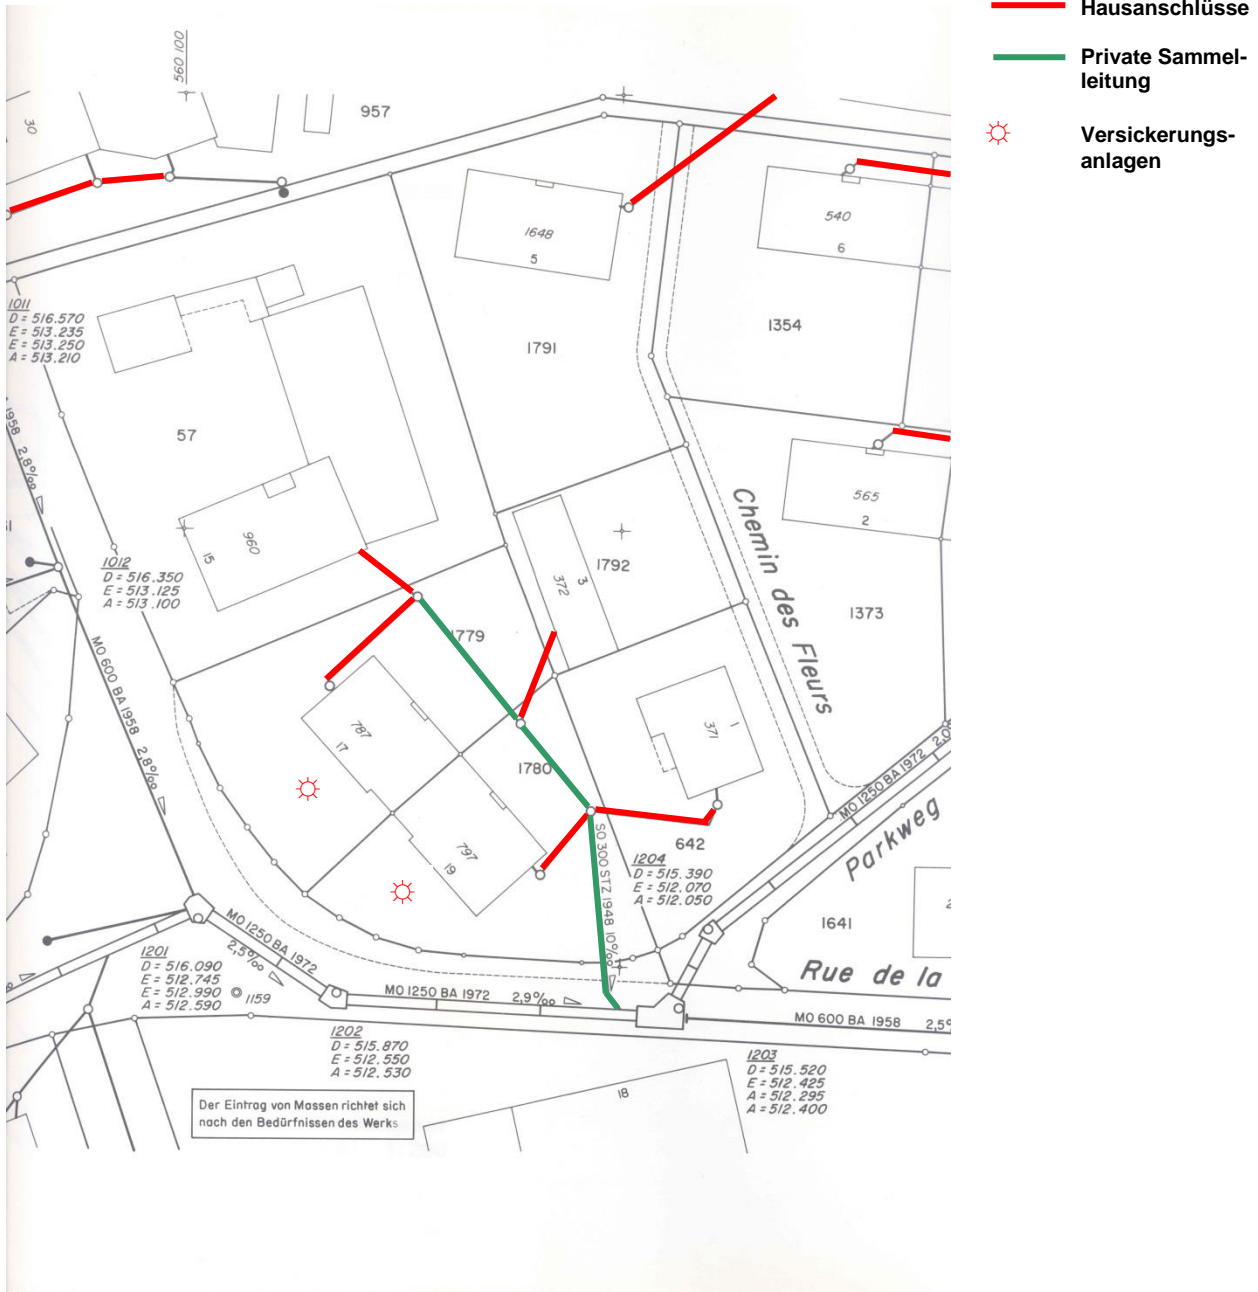 Hausanschlüsse
Private Sammel-
leitung
Versickerungs-
anlagen
560 100
30
957
1648
5
540
6
1011
D = 516.570
E = 513.235
E = 513.250
A = 513.210
1354
1791
57
1958 2,8‰
960
15
Chemin des Fleurs
565
2
1012
D = 516.350
E = 513.125
A = 513.100
1792
3
372
1373
1779
MO 600 BA 1958 2,8‰
787
17
371
1
1780
MO 1250 BA 1972
Parkweg
797
19
642
SO 300 STZ 1948 10‰
1204
D = 515.390
E = 512.070
A = 512.050
1641
MO 1250 BA 1972
2,5‰
Rue de la
1201
D = 516.090
E = 512.745
E = 512.990
A = 512.590
1159
MO 1250 BA 1972 2,9‰
MO 600 BA 1958 2,5‰
1202
D = 515.870
E = 512.550
A = 512.530
1203
D = 515.520
E = 512.425
A = 512.295
A = 512.400
18
Der Eintrag von Massen richtet sich
nach den Bedürfnissen des Werks